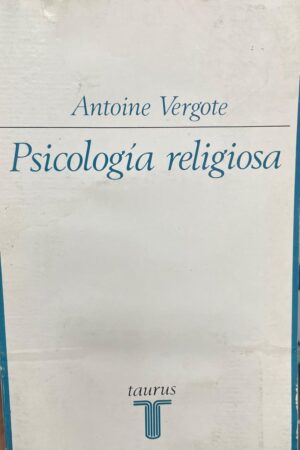 Antoine Vergote
Psicología religiosa
taurus